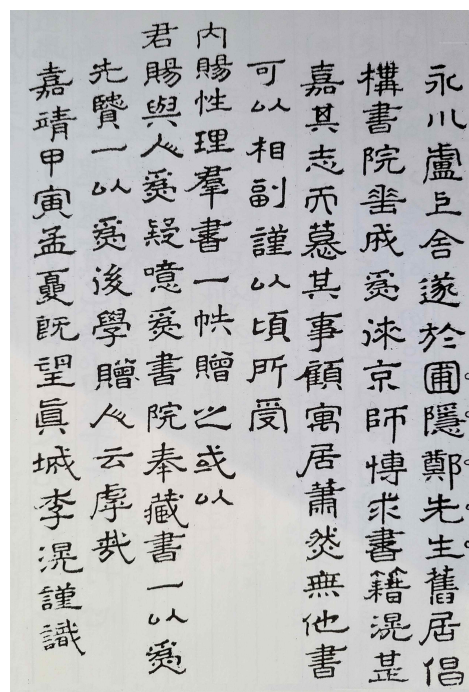 永川盧上舍遂於圃隱鄭先生舊居倡
構書院垂成爲徠京師博求書籍滉甚
嘉其志而慕其事顧寓居蕭然無他書
可以相副謹以頃所受
內賜性理羣書一帙贈之或以
君賜與人爲疑噫爲書院奉藏書一以爲
先賢一以爲後學贈人云虖哉
嘉靖甲寅孟夏旣望眞城李滉謹識